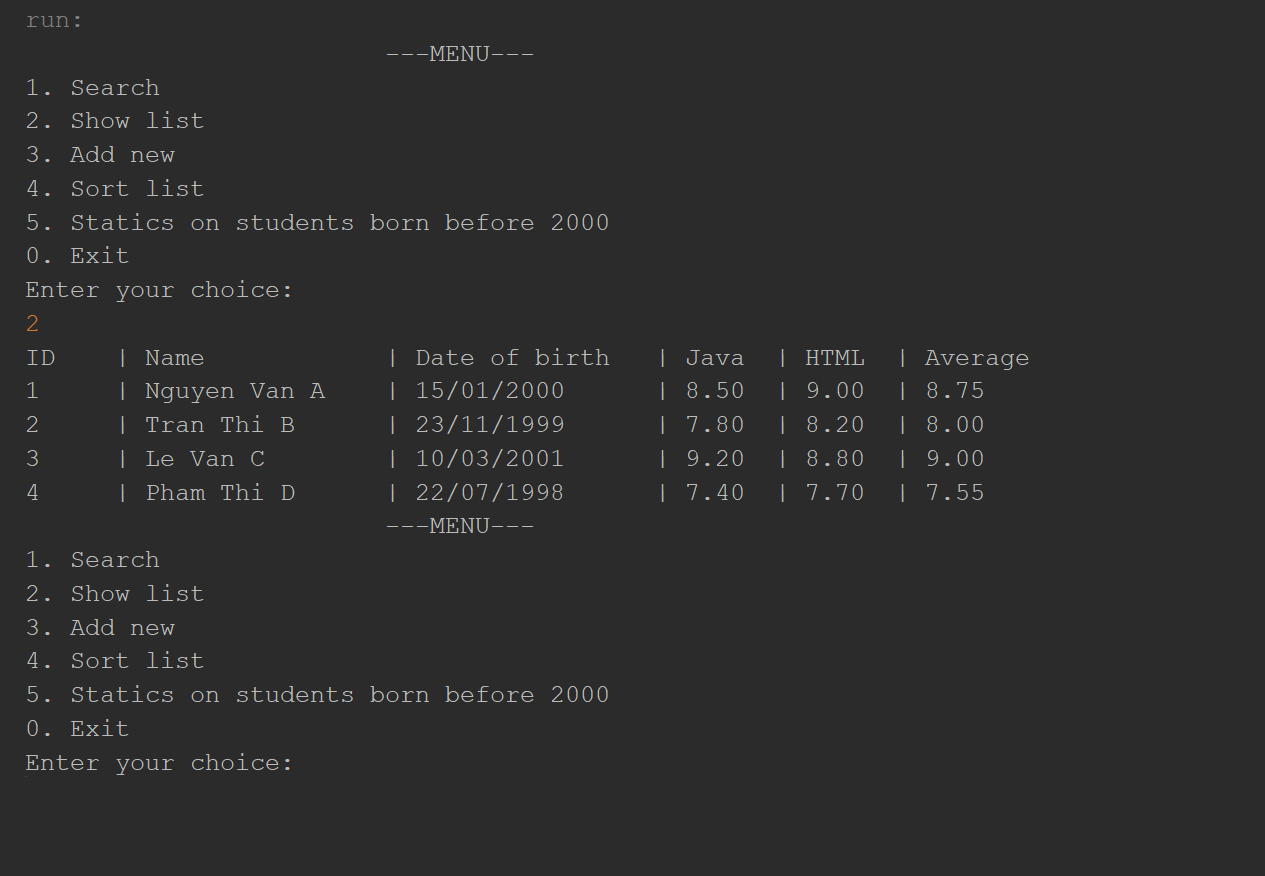 run:
---MENU---
1. Search
2. Show list
3. Add new
4. Sort list
5. Statics on students born before 2000
0. Exit
Enter your choice:
2
ID | Name | Date of birth | Java | HTML | Average
1 | Nguyen Van A | 15/01/2000 | 8.50 | 9.00 | 8.75
2 | Tran Thi B | 23/11/1999 | 7.80 | 8.20 | 8.00
3 | Le Van C | 10/03/2001 | 9.20 | 8.80 | 9.00
4 | Pham Thi D | 22/07/1998 | 7.40 | 7.70 | 7.55
---MENU---
1. Search
2. Show list
3. Add new
4. Sort list
5. Statics on students born before 2000
0. Exit
Enter your choice: